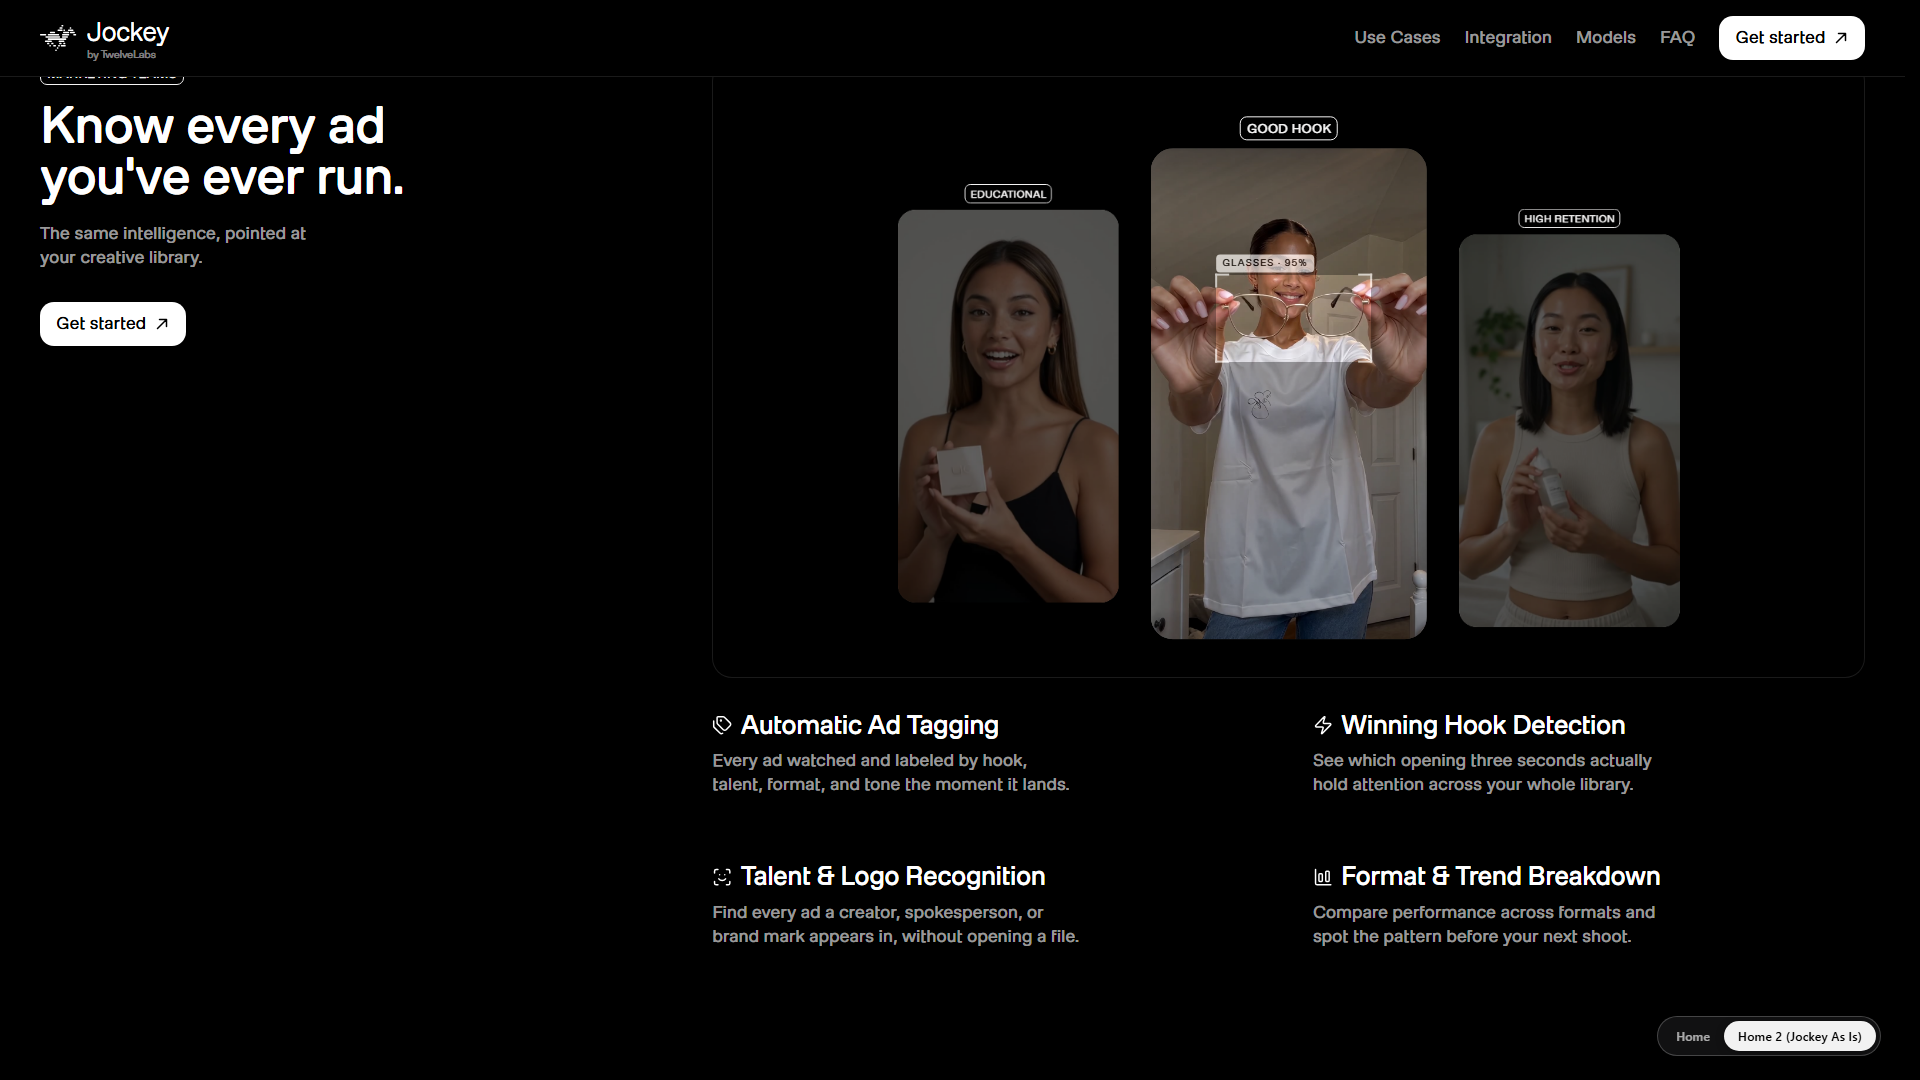 Jockey
by TwelveLabs
Use Cases
Integration
Models
FAQ
Get started
MARKETING TEAMS
Know every ad
you've ever run.
The same intelligence, pointed at
your creative library.
Get started
EDUCATIONAL
GOOD HOOK
GLASSES · 95%
HIGH RETENTION
Automatic Ad Tagging
Every ad watched and labeled by hook,
talent, format, and tone the moment it lands.
Winning Hook Detection
See which opening three seconds actually
hold attention across your whole library.
Talent & Logo Recognition
Find every ad a creator, spokesperson, or
brand mark appears in, without opening a file.
Format & Trend Breakdown
Compare performance across formats and
spot the pattern before your next shoot.
Home
Home 2 (Jockey As Is)